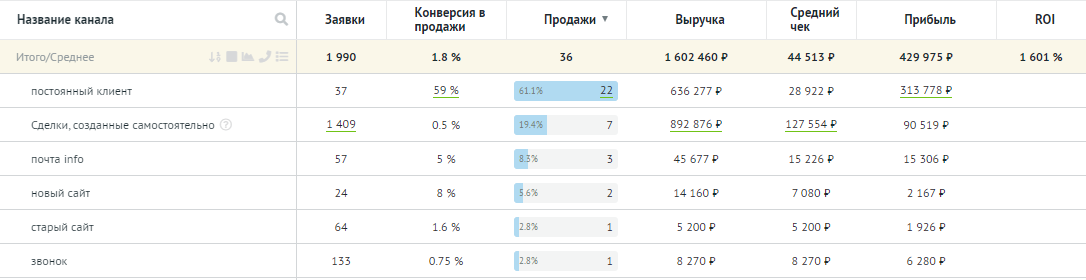 Название канала Заявки Конверсия в продажи Продажи ▼ Выручка Средний чек Прибыль ROI
Итого/Среднее 1 990 1.8 % 36 1 602 460 ₽ 44 513 ₽ 429 975 ₽ 1 601 %
постоянный клиент 37 59 % 61.1% 22 636 277 ₽ 28 922 ₽ 313 778 ₽
Сделки, созданные самостоятельно ? 1 409 0.5 % 19.4% 7 892 876 ₽ 127 554 ₽ 90 519 ₽
почта info 57 5 % 8.3% 3 45 677 ₽ 15 226 ₽ 15 306 ₽
новый сайт 24 8 % 5.6% 2 14 160 ₽ 7 080 ₽ 2 167 ₽
старый сайт 64 1.6 % 2.8% 1 5 200 ₽ 5 200 ₽ 1 926 ₽
звонок 133 0.75 % 2.8% 1 8 270 ₽ 8 270 ₽ 6 280 ₽